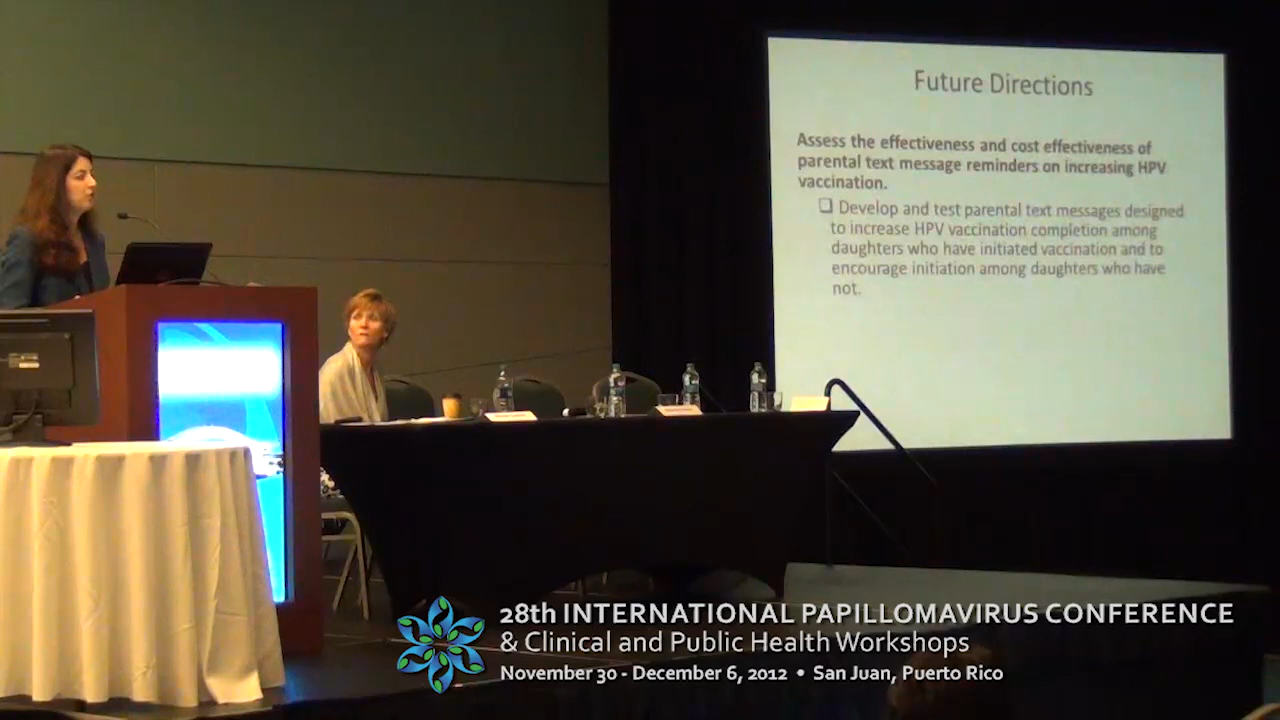 Future Directions
Assess the effectiveness and cost effectiveness of
parental text message reminders on increasing HPV
vaccination.
❑ Develop and test parental text messages designed
to increase HPV vaccination completion among
daughters who have initiated vaccination and to
encourage initiation among daughters who have
not.
28th INTERNATIONAL PAPILLOMAVIRUS CONFERENCE
& Clinical and Public Health Workshops
November 30 - December 6, 2012 • San Juan, Puerto Rico